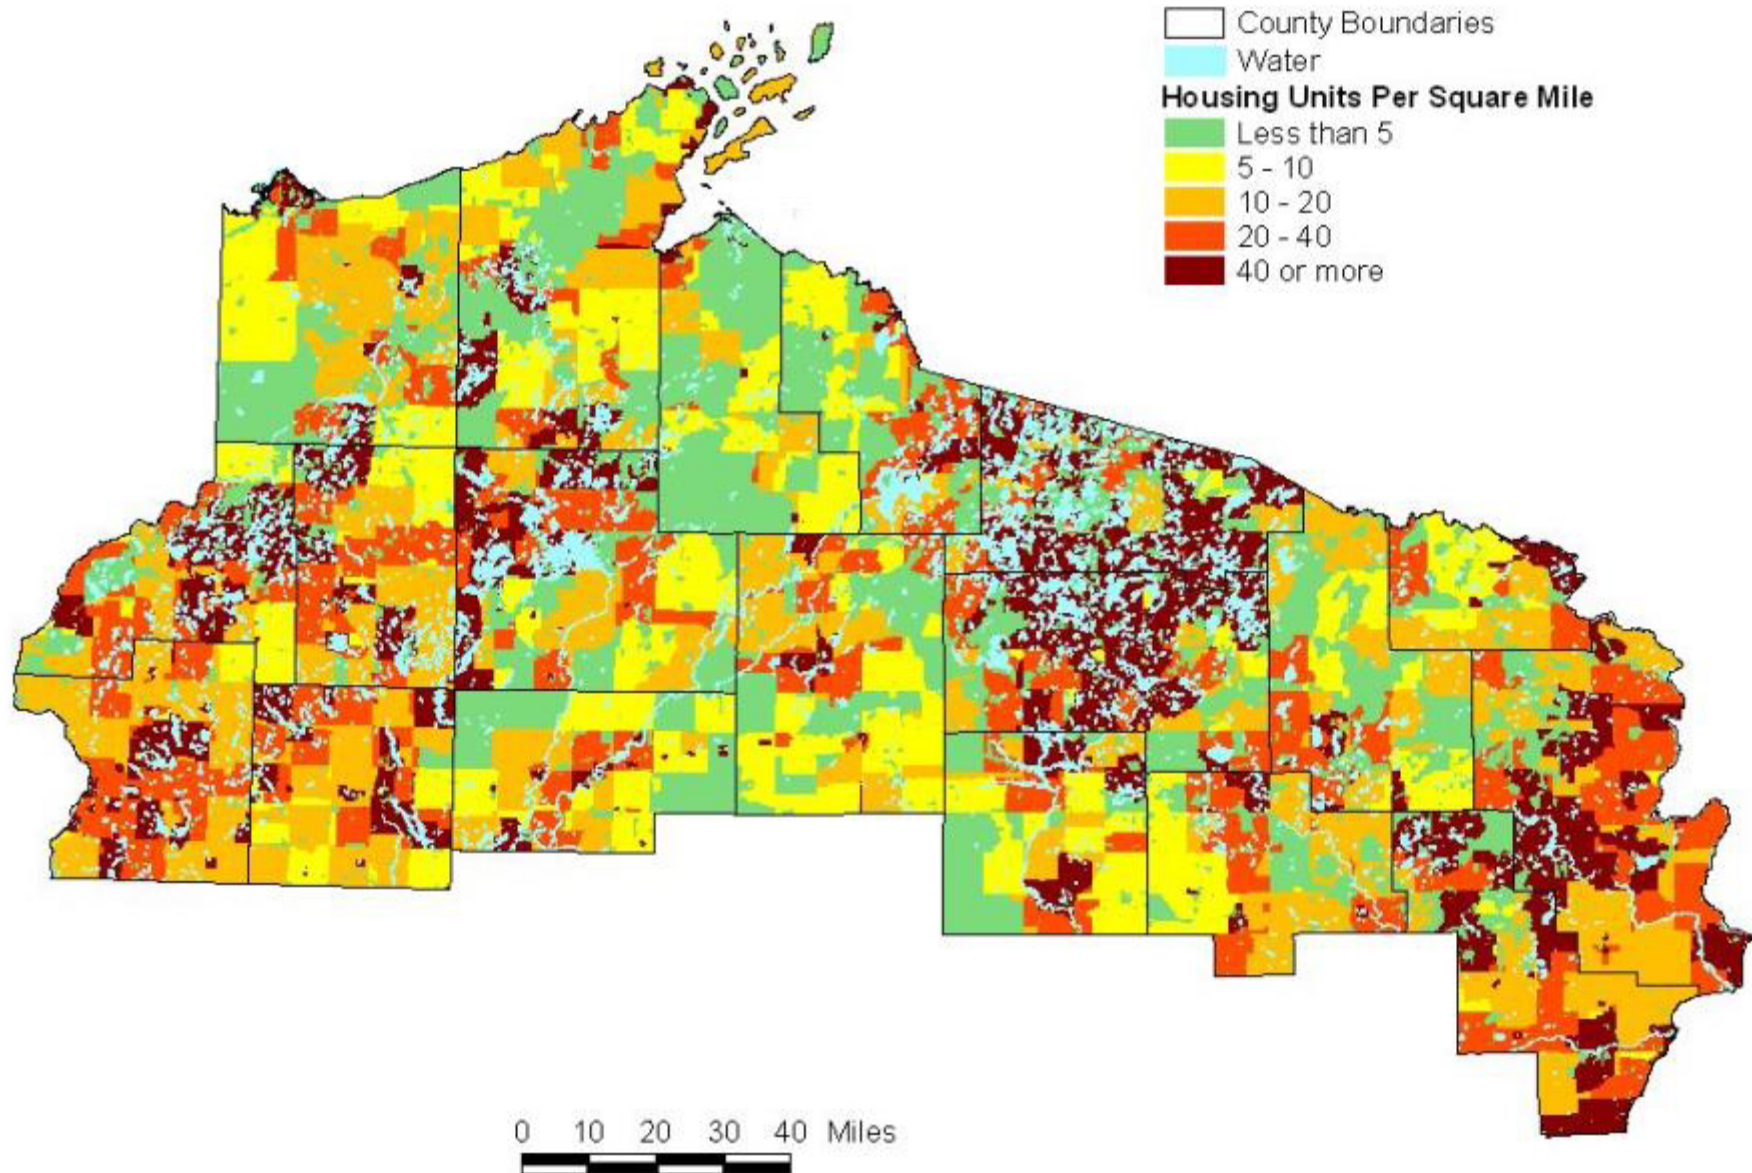 County Boundaries
Water
Housing Units Per Square Mile
Less than 5
5 - 10
10 - 20
20 - 40
40 or more
0 10 20 30 40 Miles